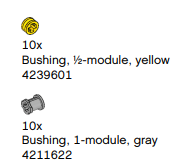 10x
Bushing, ½-module, yellow
4239601
10x
Bushing, 1-module, gray
4211622